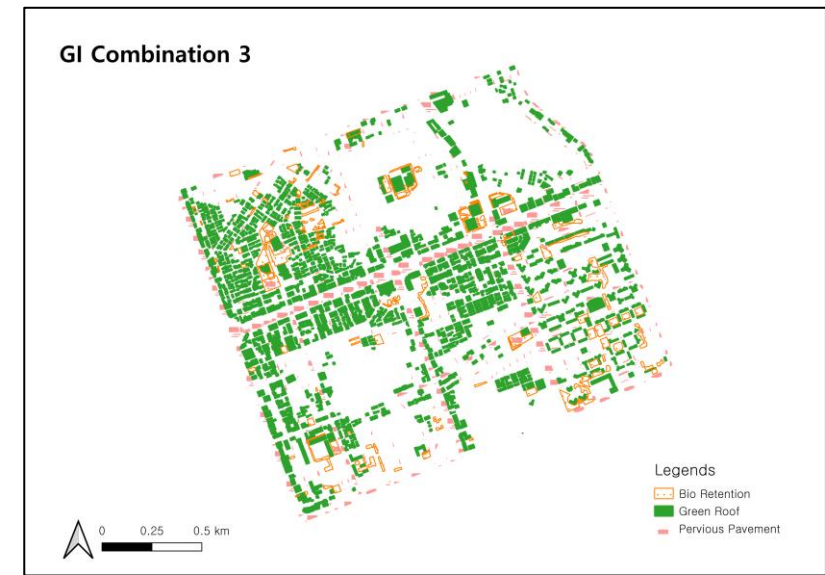 GI Combination 3
Legends
Bio Retention
Green Roof
Pervious Pavement
0 0.25 0.5 km